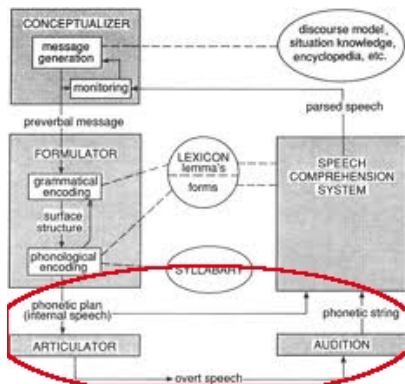 CONCEPTUALIZER
message
generation
monitoring
discourse model,
situation knowledge,
encyclopedia, etc.
parsed speech
preverbal message
FORMULATOR
grammatical
encoding
surface
structure
phonological
encoding
LEXICON
lemma's
forms
SPEECH
COMPREHENSION
SYSTEM
SYLLABARY
phonetic plan
(internal speech)
phonetic string
ARTICULATOR
AUDITION
overt speech